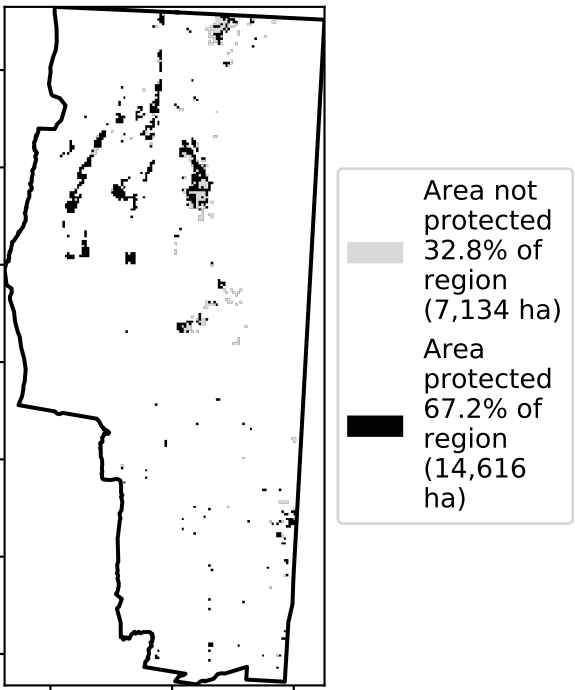 Area not
protected
32.8% of
region
(7,134 ha)
Area
protected
67.2% of
region
(14,616
ha)